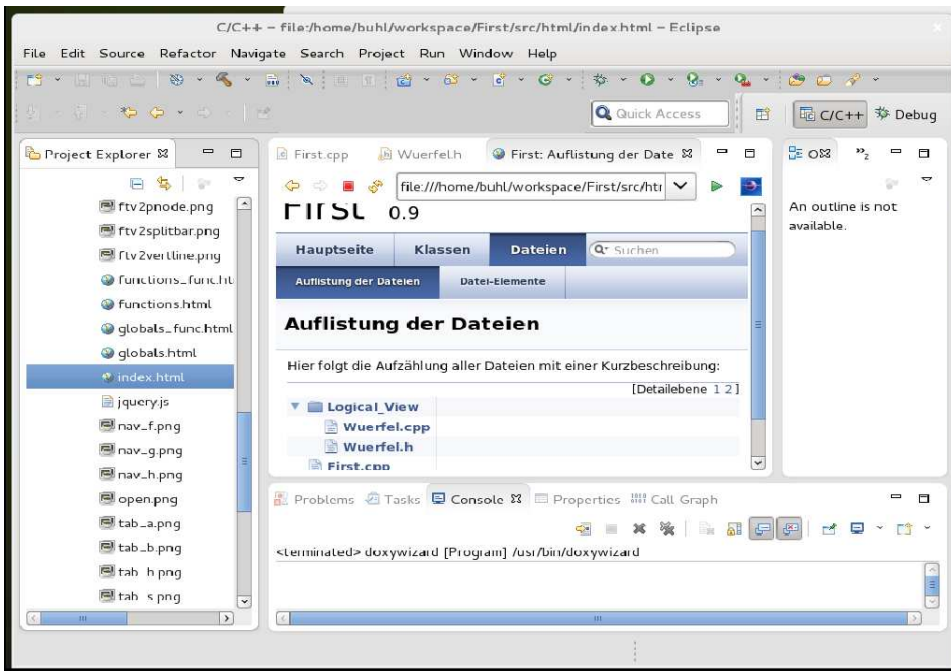 C/C++ – file:/home/buhl/workspace/First/src/html/index.html – Eclipse
File Edit Source Refactor Navigate Search Project Run Window Help
Quick Access
C/C++
Debug
Project Explorer
ftv2pnode.png
ftv2splitbar.png
ftv2vertline.png
functions_func.ht
functions.html
globals_func.html
globals.html
index.html
jquery.js
nav_f.png
nav_g.png
nav_h.png
open.png
tab_a.png
tab_b.png
tab_h.png
tab_s.png
First.cpp
Wuerfel.h
First: Auflistung der Date
file:///home/buhl/workspace/First/src/htr
First 0.9
Hauptseite Klassen Dateien Suchen
Auflistung der Dateien Datei-Elemente
Auflistung der Dateien
Hier folgt die Aufzählung aller Dateien mit einer Kurzbeschreibung:
[Detailebene 1 2]
Logical_View
Wuerfel.cpp
Wuerfel.h
First.cpp
O
»2
An outline is not
available.
Problems Tasks Console Properties Call Graph
<terminated> doxywizard [Program] /usr/bin/doxywizard